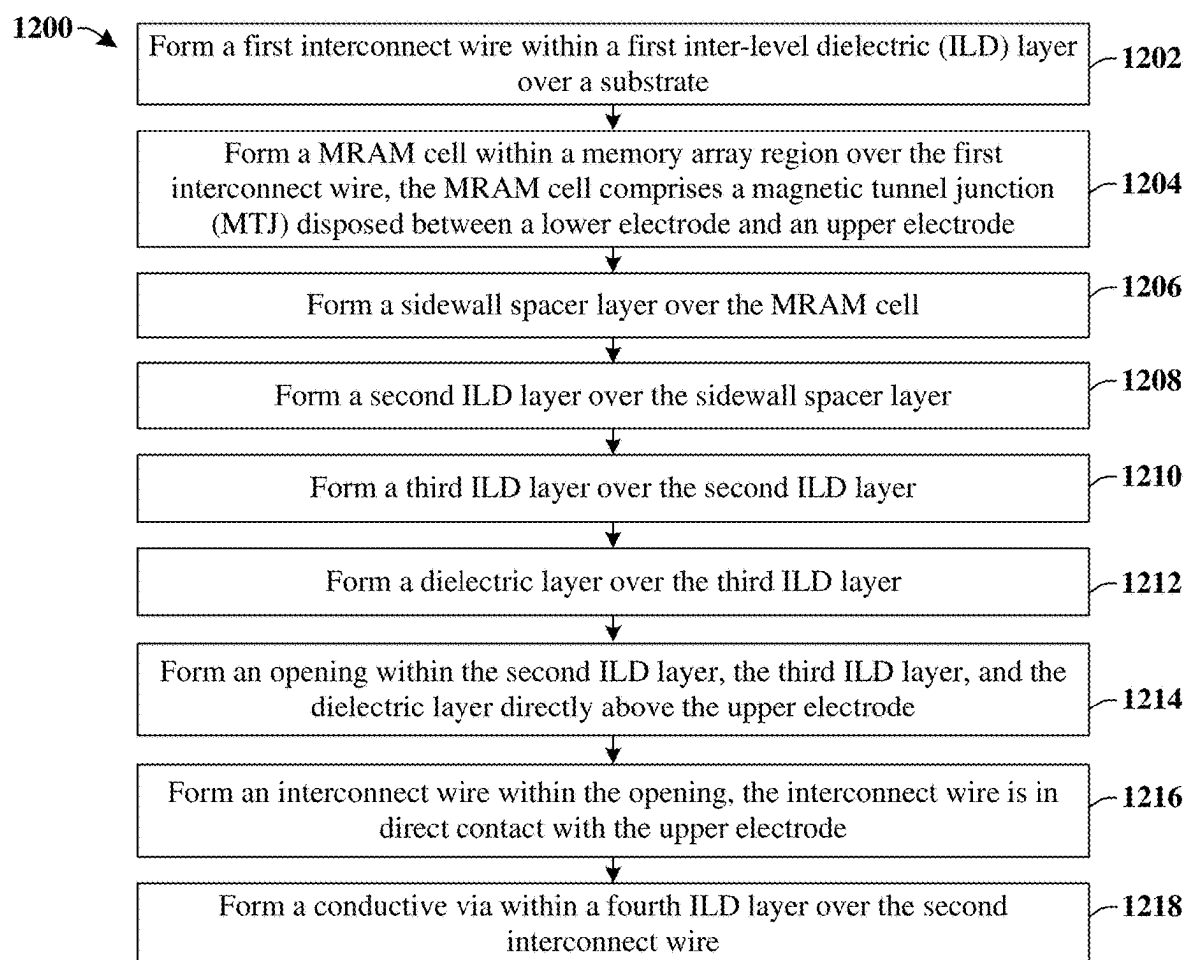 1200
Form a first interconnect wire within a first inter-level dielectric (ILD) layer
over a substrate
1202
Form a MRAM cell within a memory array region over the first
interconnect wire, the MRAM cell comprises a magnetic tunnel junction
(MTJ) disposed between a lower electrode and an upper electrode
1204
Form a sidewall spacer layer over the MRAM cell
1206
Form a second ILD layer over the sidewall spacer layer
1208
Form a third ILD layer over the second ILD layer
1210
Form a dielectric layer over the third ILD layer
1212
Form an opening within the second ILD layer, the third ILD layer, and the
dielectric layer directly above the upper electrode
1214
Form an interconnect wire within the opening, the interconnect wire is in
direct contact with the upper electrode
1216
Form a conductive via within a fourth ILD layer over the second
interconnect wire
1218